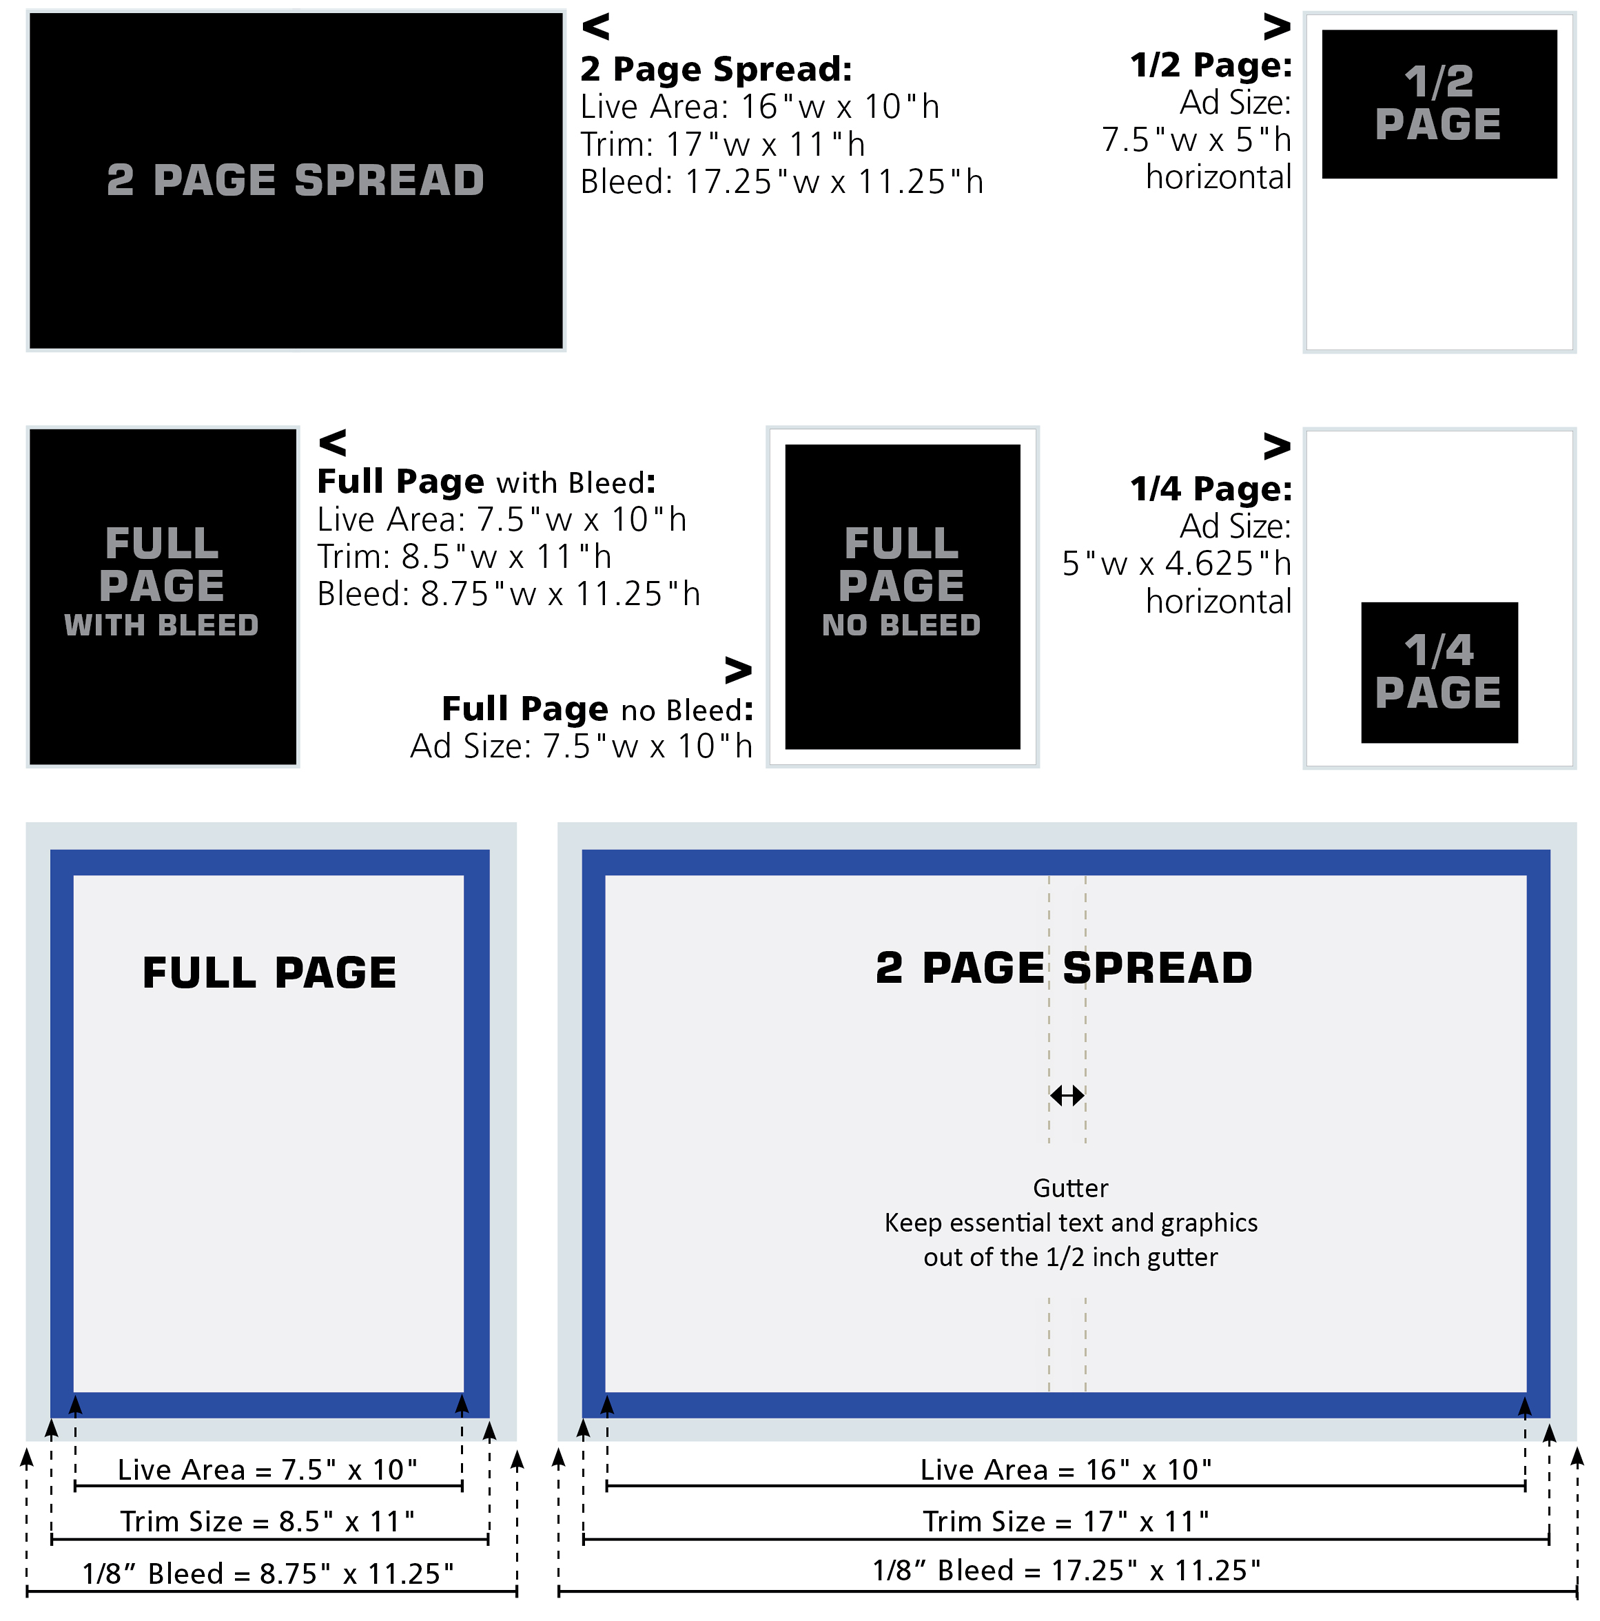 2 PAGE SPREAD
<
2 Page Spread:
Live Area: 16"w x 10"h
Trim: 17"w x 11"h
Bleed: 17.25"w x 11.25"h
>
1/2 Page:
Ad Size:
7.5"w x 5"h
horizontal
1/2
PAGE
FULL
PAGE
WITH BLEED
<
Full Page with Bleed:
Live Area: 7.5"w x 10"h
Trim: 8.5"w x 11"h
Bleed: 8.75"w x 11.25"h
>
Full Page no Bleed:
Ad Size: 7.5"w x 10"h
FULL
PAGE
NO BLEED
>
1/4 Page:
Ad Size:
5"w x 4.625"h
horizontal
1/4
PAGE
FULL PAGE
Live Area = 7.5" x 10"
Trim Size = 8.5" x 11"
1/8” Bleed = 8.75" x 11.25"
2 PAGE SPREAD
Gutter
Keep essential text and graphics
out of the 1/2 inch gutter
Live Area = 16" x 10"
Trim Size = 17" x 11"
1/8” Bleed = 17.25" x 11.25"